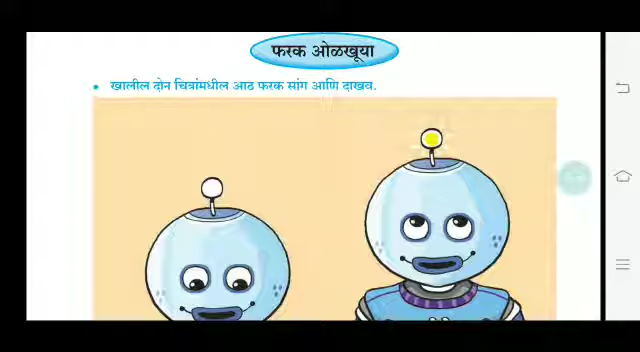 फरक ओळखूया
• खालील दोन चित्रांमधील आठ फरक सांग आणि दाखव.